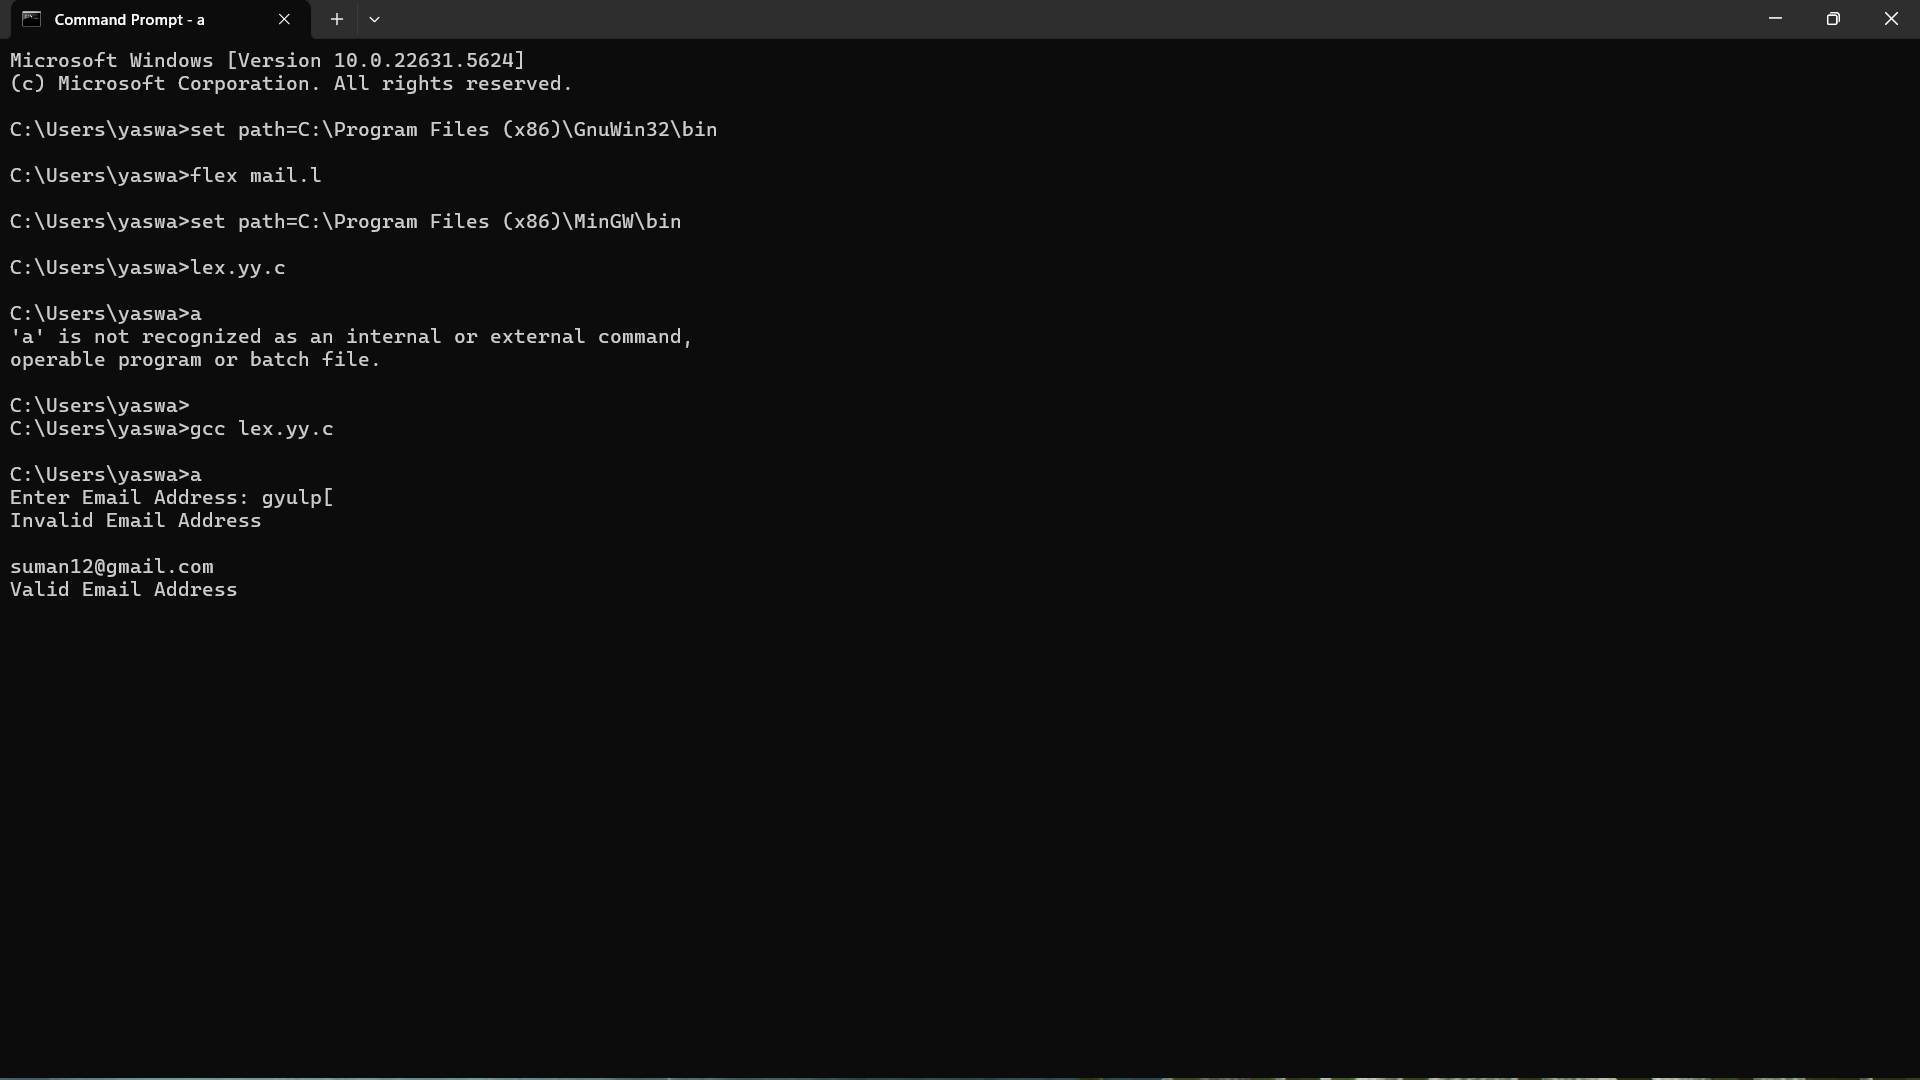 Command Prompt - a
Microsoft Windows [Version 10.0.22631.5624]
(c) Microsoft Corporation. All rights reserved.
C:\Users\yaswa>set path=C:\Program Files (x86)\GnuWin32\bin
C:\Users\yaswa>flex mail.l
C:\Users\yaswa>set path=C:\Program Files (x86)\MinGW\bin
C:\Users\yaswa>lex.yy.c
C:\Users\yaswa>a
'a' is not recognized as an internal or external command,
operable program or batch file.
C:\Users\yaswa>
C:\Users\yaswa>gcc lex.yy.c
C:\Users\yaswa>a
Enter Email Address: gyulp[
Invalid Email Address
suman12@gmail.com
Valid Email Address